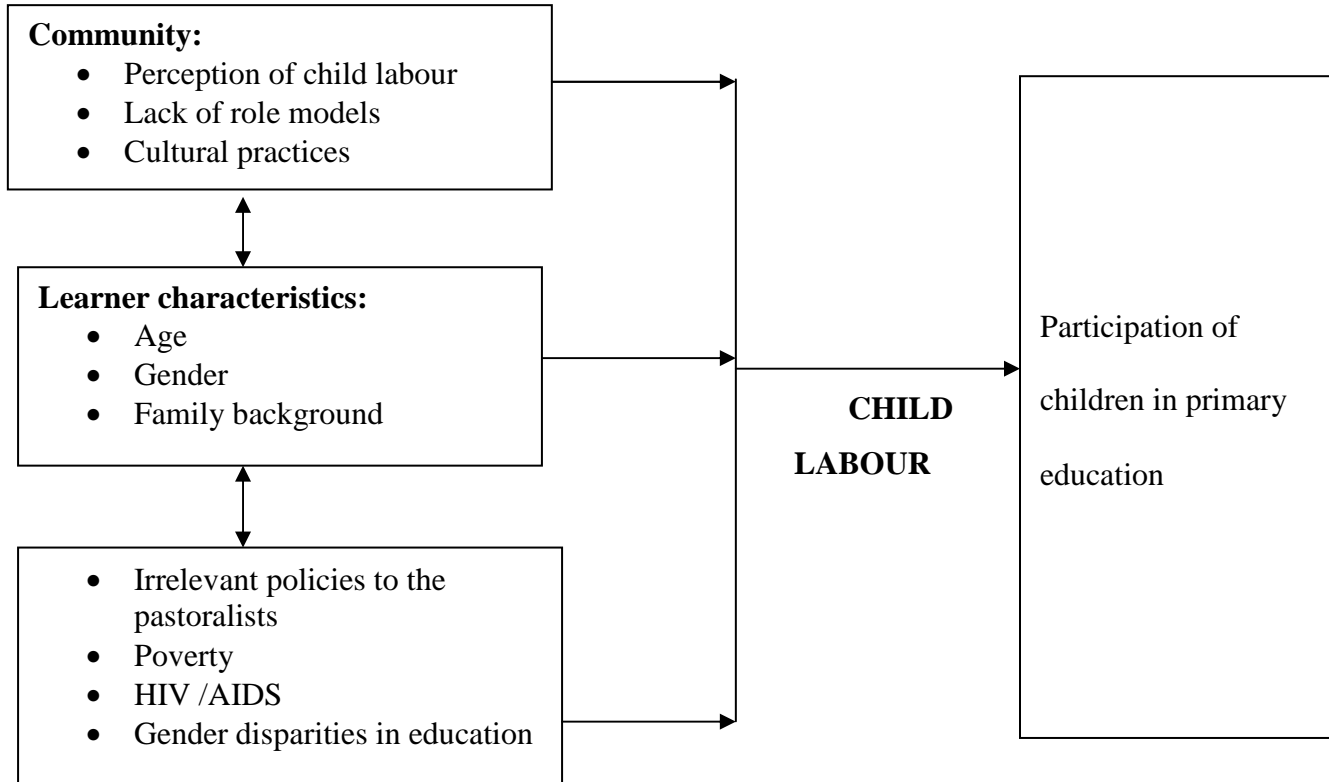 Community:
• Perception of child labour
• Lack of role models
• Cultural practices
Learner characteristics:
• Age
• Gender
• Family background
• Irrelevant policies to the
pastoralists
• Poverty
• HIV /AIDS
• Gender disparities in education
CHILD
LABOUR
Participation of
children in primary
education